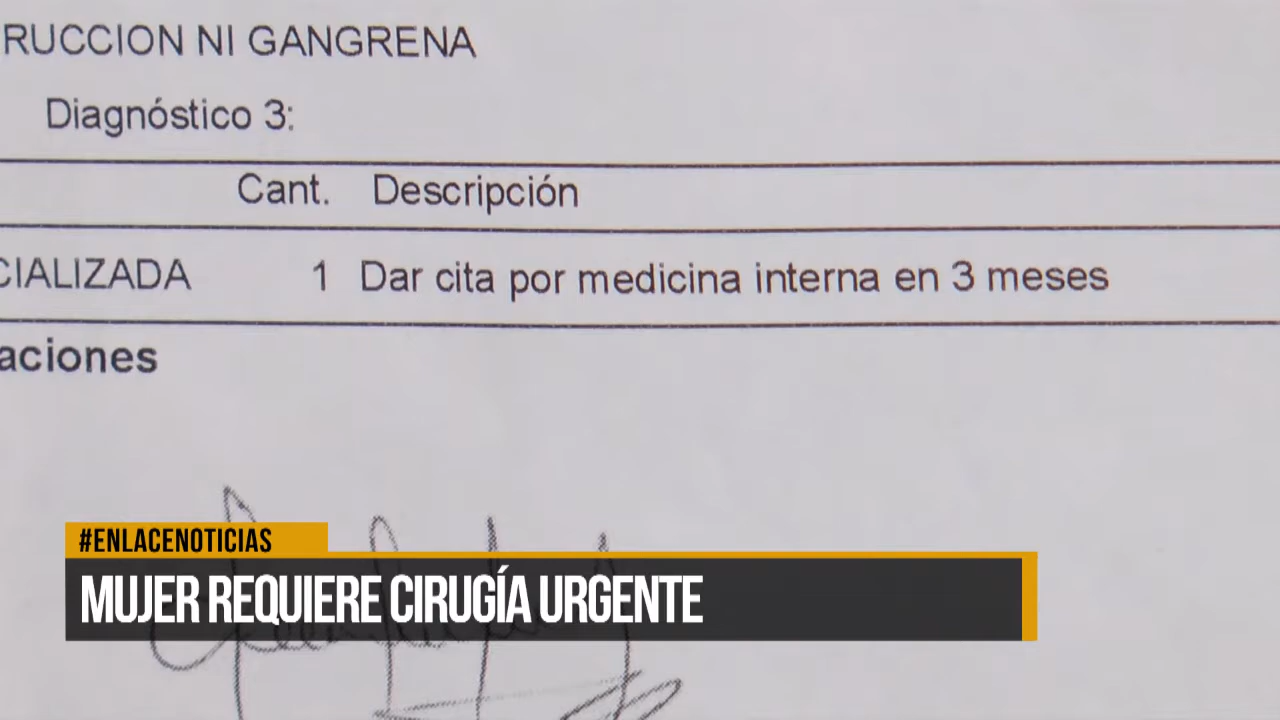 RUCCION NI GANGRENA
Diagnóstico 3:
Cant. Descripción
CIALIZADA 1 Dar cita por medicina interna en 3 meses
aciones
#ENLACENOTICIAS
MUJER REQUIERE CIRUGÍA URGENTE